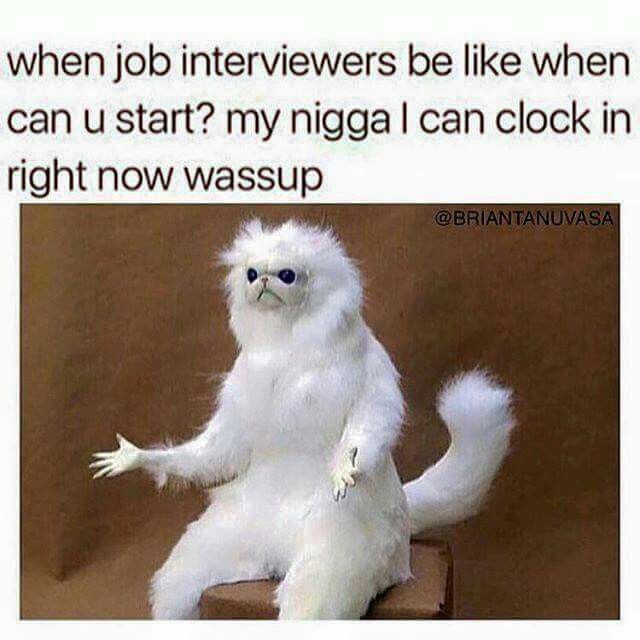 when job interviewers be like when
can u start? my nigga I can clock in
right now wassup
@BRIANTANUVASA